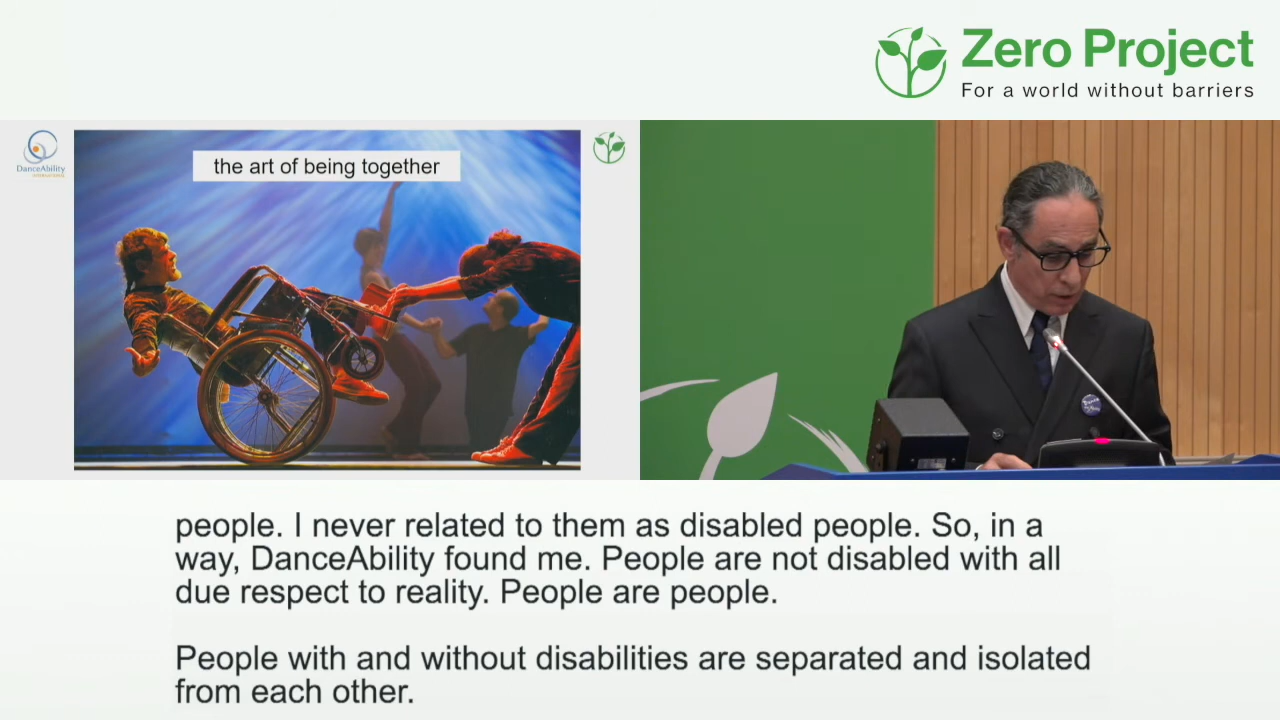 Zero Project
For a world without barriers
DanceAbility
the art of being together
people. I never related to them as disabled people. So, in a
way, DanceAbility found me. People are not disabled with all
due respect to reality. People are people.
People with and without disabilities are separated and isolated
from each other.